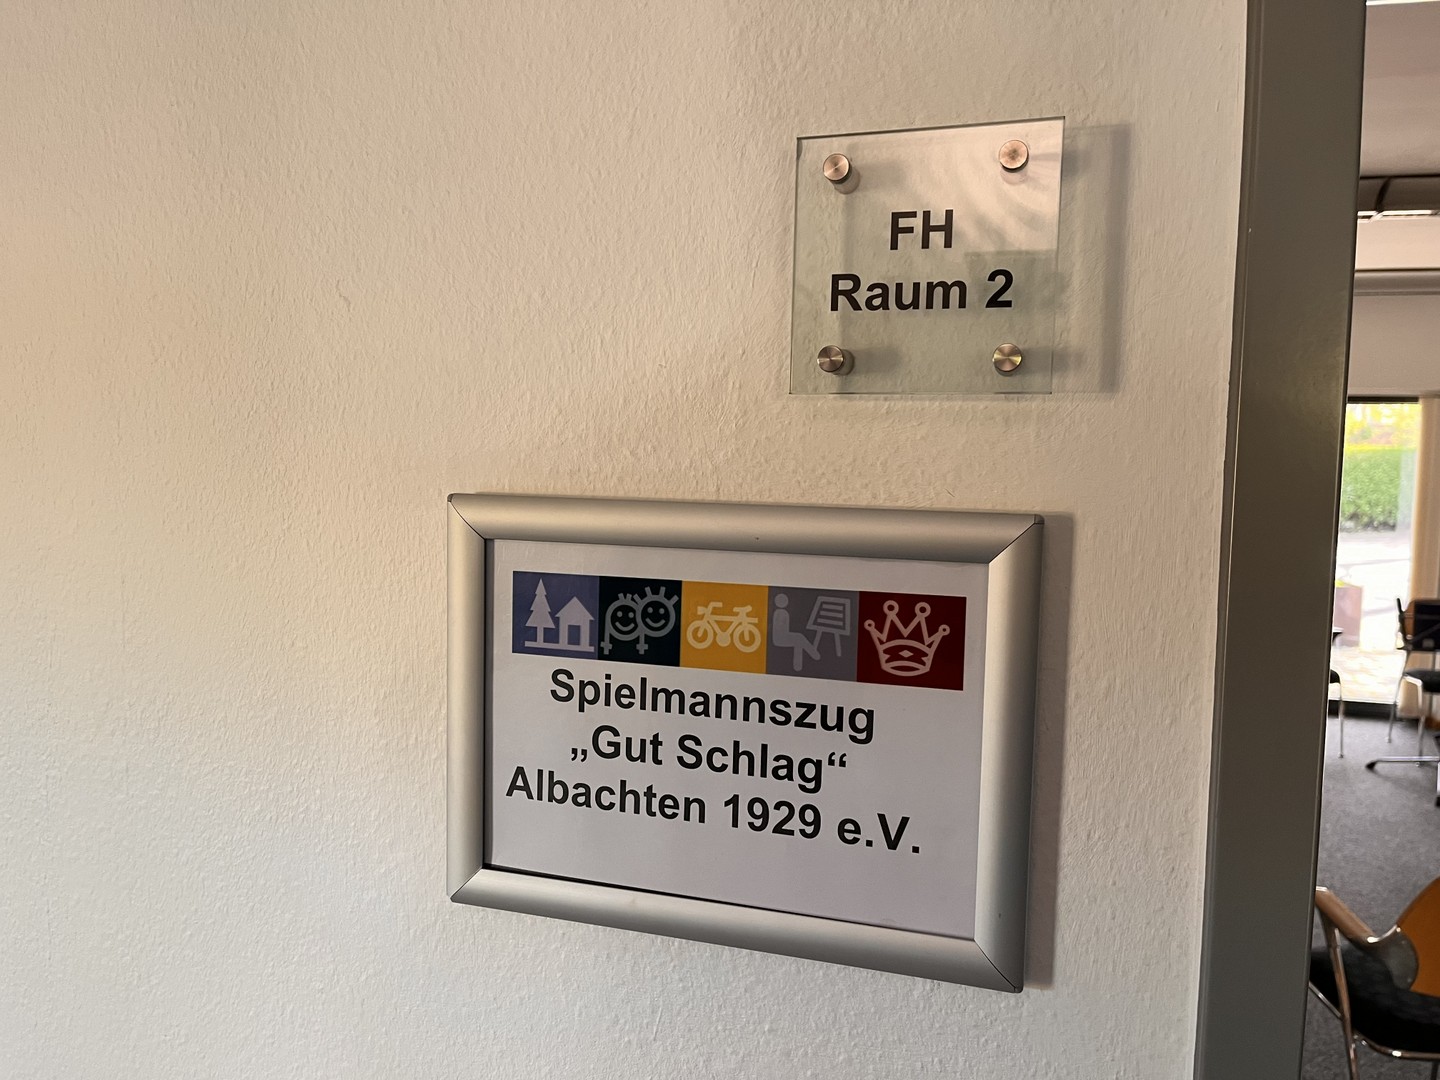 FH
Raum 2
Spielmannszug
„Gut Schlag“
Albachten 1929 e.V.